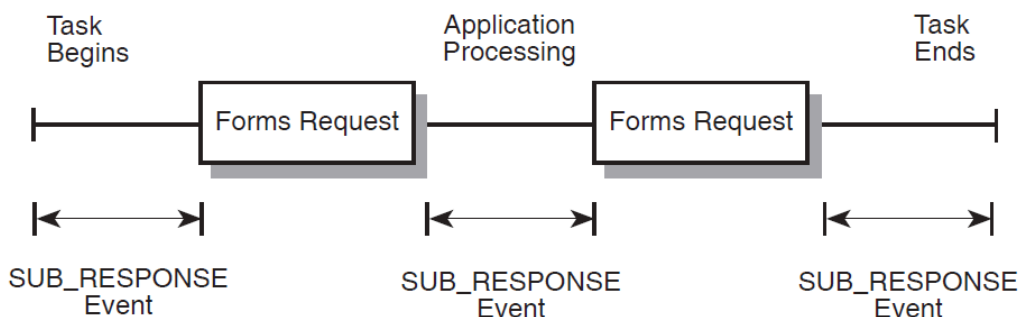 Task
Begins
Application
Processing
Task
Ends
Forms Request
Forms Request
SUB_RESPONSE
Event
SUB_RESPONSE
Event
SUB_RESPONSE
Event